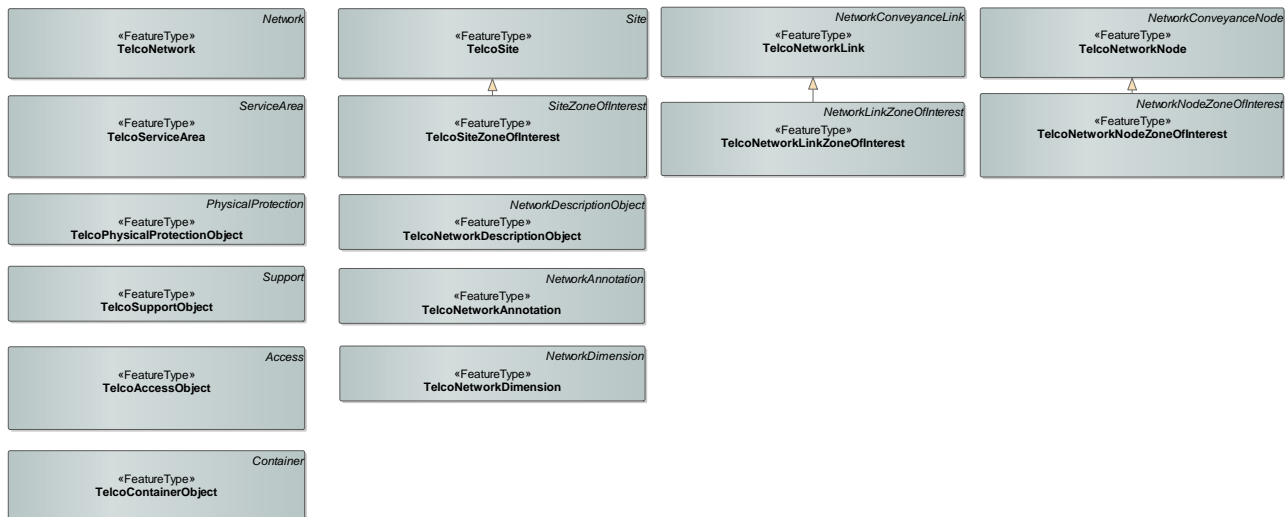 Network
«FeatureType»
TelcoNetwork
ServiceArea
«FeatureType»
TelcoServiceArea
PhysicalProtection
«FeatureType»
TelcoPhysicalProtectionObject
Support
«FeatureType»
TelcoSupportObject
Access
«FeatureType»
TelcoAccessObject
Container
«FeatureType»
TelcoContainerObject
Site
«FeatureType»
TelcoSite
SiteZoneOfInterest
«FeatureType»
TelcoSiteZoneOfInterest
NetworkDescriptionObject
«FeatureType»
TelcoNetworkDescriptionObject
NetworkAnnotation
«FeatureType»
TelcoNetworkAnnotation
NetworkDimension
«FeatureType»
TelcoNetworkDimension
NetworkConveyanceLink
«FeatureType»
TelcoNetworkLink
NetworkLinkZoneOfInterest
«FeatureType»
TelcoNetworkLinkZoneOfInterest
NetworkConveyanceNode
«FeatureType»
TelcoNetworkNode
NetworkNodeZoneOfInterest
«FeatureType»
TelcoNetworkNodeZoneOfInterest